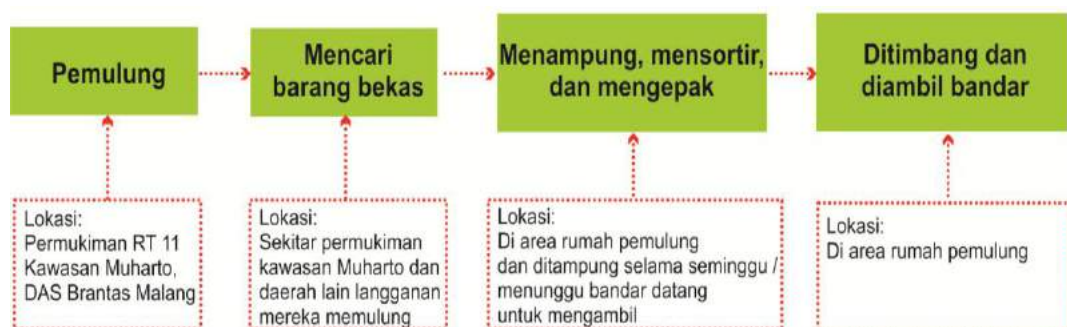 Pemulung
Mencari
barang bekas
Menampung, mensortir,
dan mengepak
Ditimbang dan
diambil bandar
Lokasi:
Permukiman RT 11
Kawasan Muharto,
DAS Brantas Malang
Lokasi:
Sekitar permukiman
kawasan Muharto dan
daerah lain langganan
mereka memulung
Lokasi:
Di area rumah pemulung
dan ditampung selama seminggu /
menunggu bandar datang
untuk mengambil
Lokasi:
Di area rumah pemulung